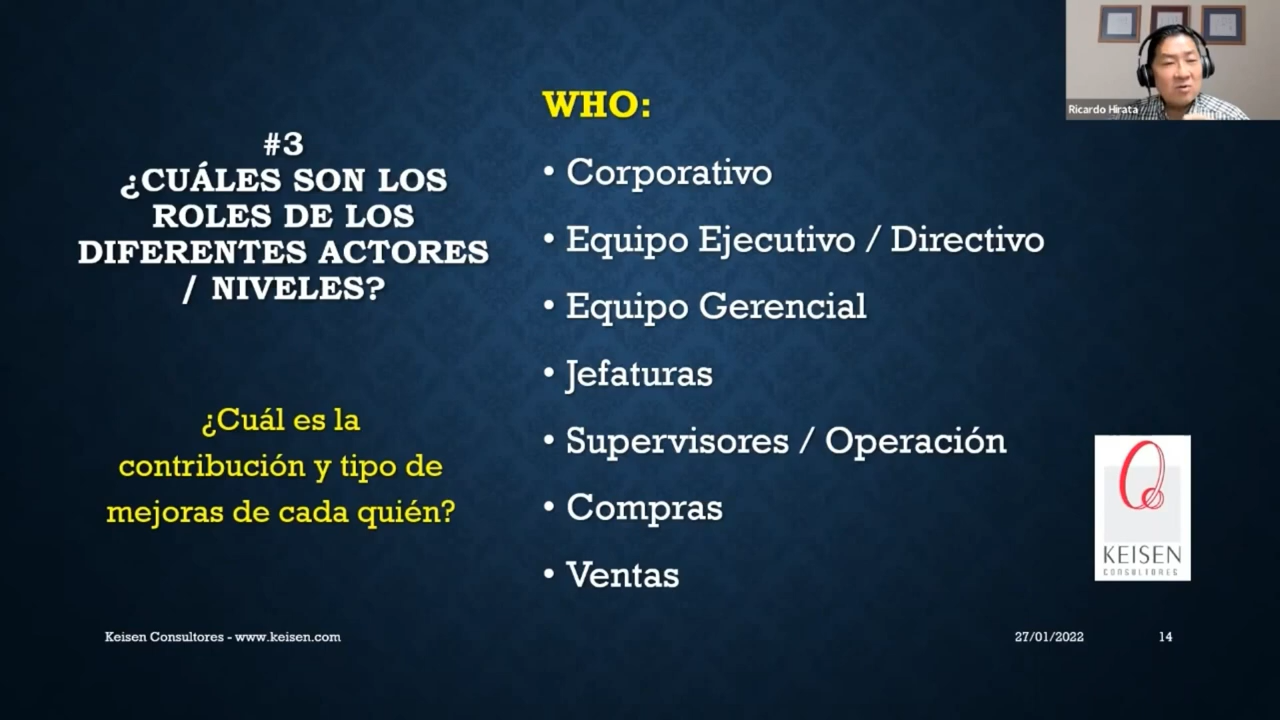 #3
¿CUÁLES SON LOS
ROLES DE LOS
DIFERENTES ACTORES
/ NIVELES?
¿Cuál es la
contribución y tipo de
mejoras de cada quién?
WHO:
• Corporativo
• Equipo Ejecutivo / Directivo
• Equipo Gerencial
• Jefaturas
• Supervisores / Operación
• Compras
• Ventas
Ricardo Hirata
KEISEN
CONSULTORES
Keisen Consultores - www.keisen.com
27/01/2022
14